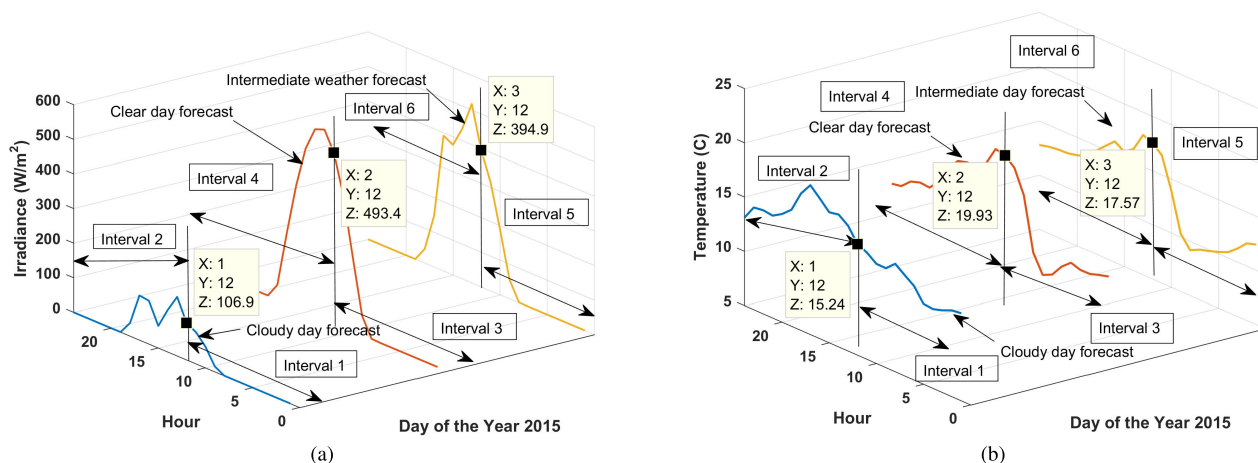 Intermediate weather forecast
X: 3
Y: 12
Z: 394.9
Interval 6
Clear day forecast
600
500
400
300
200
100
0
Irradiance (W/m²)
X: 2
Y: 12
Z: 493.4
Interval 4
Interval 5
Interval 2
X: 1
Y: 12
Z: 106.9
Interval 3
Cloudy day forecast
Interval 1
20
15
10
5
0
Hour
Day of the Year 2015
(a)
Interval 6
25
20
15
10
5
Temperature (C)
Interval 4
Intermediate day forecast
Clear day forecast
Interval 5
Interval 2
X: 2
Y: 12
Z: 19.93
X: 3
Y: 12
Z: 17.57
X: 1
Y: 12
Z: 15.24
Interval 3
Cloudy day forecast
Interval 1
20
15
10
5
0
Hour
Day of the Year 2015
(b)